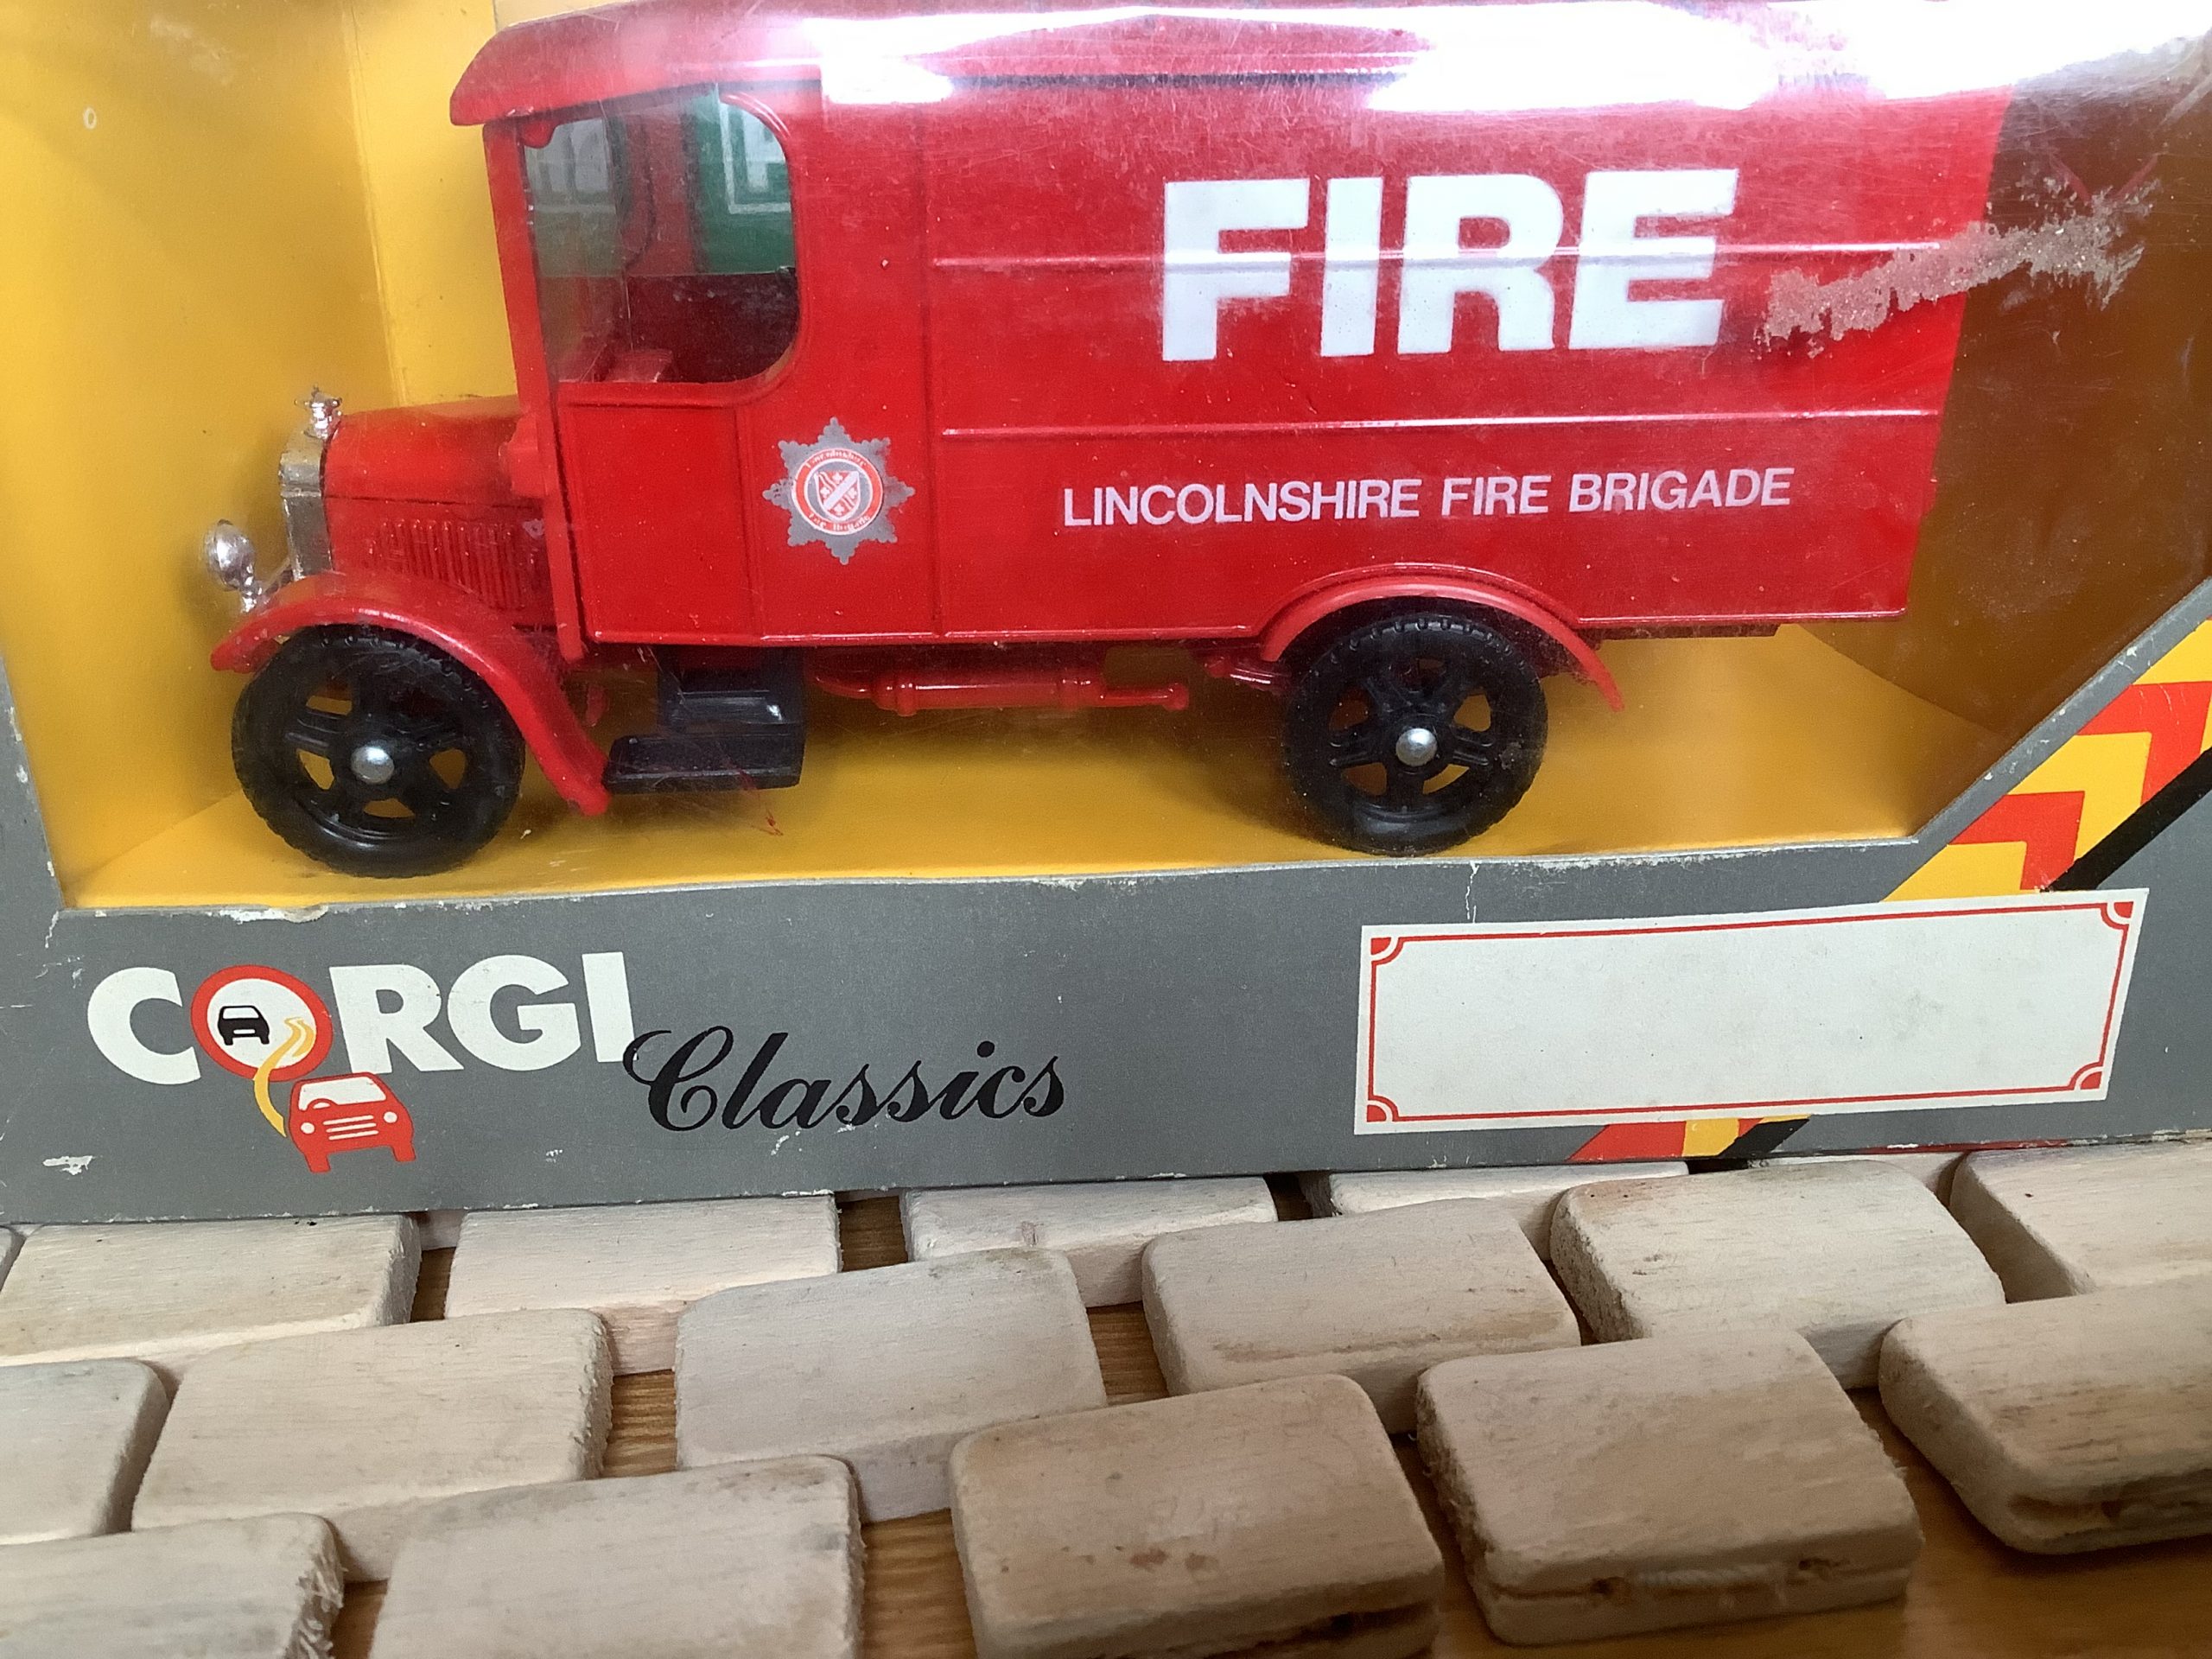 FIRE
LINCOLNSHIRE FIRE BRIGADE
CORGI
Classics